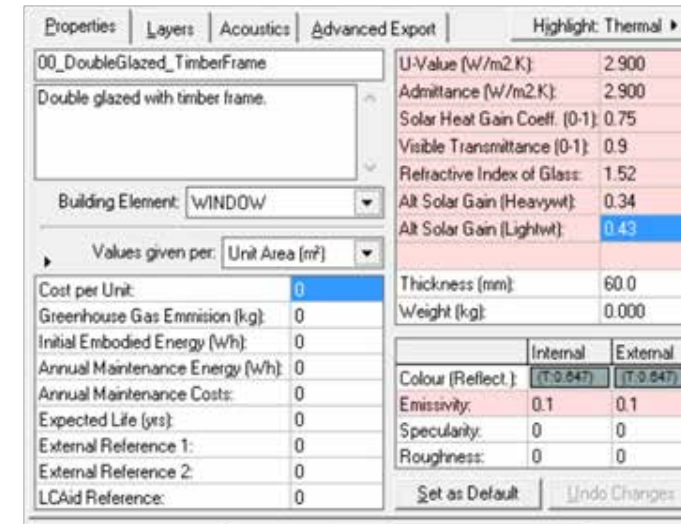 Properties
Layers
Acoustics
Advanced Export
Highlight: Thermal
00_DoubleGlazed_TimberFrame
Double glazed with timber frame.
Building Element: WINDOW
Values given per: Unit Area (m²)
Cost per Unit: 0
Greenhouse Gas Emmision (kg): 0
Initial Embodied Energy (Wh): 0
Annual Maintenance Energy (Wh): 0
Annual Maintenance Costs: 0
Expected Life (yrs): 0
External Reference 1: 0
External Reference 2: 0
LCAid Reference: 0
U-Value (W/m2.K): 2.900
Admittance (W/m2.K): 2.900
Solar Heat Gain Coeff. (0-1): 0.75
Visible Transmittance (0-1): 0.9
Refractive Index of Glass: 1.52
Alt Solar Gain (Heavywt): 0.34
Alt Solar Gain (Lightwt): 0.43
Thickness (mm): 60.0
Weight (kg): 0.000
Internal External
Colour (Reflect.): (T:0.647) (T:0.647)
Emissivity: 0.1 0.1
Specularity: 0 0
Roughness: 0 0
Set as Default
Undo Changes